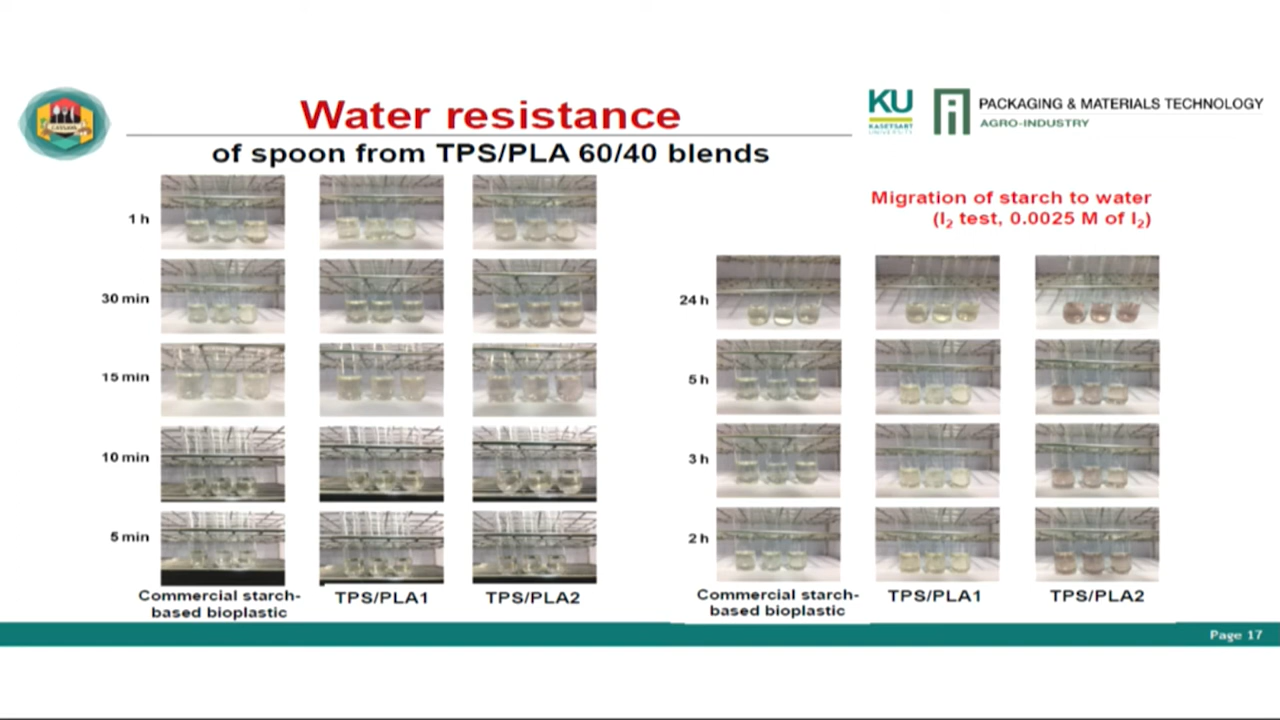 Water resistance
of spoon from TPS/PLA 60/40 blends
KU
KASETSART
UNIVERSITY
PACKAGING & MATERIALS TECHNOLOGY
AGRO-INDUSTRY
Migration of starch to water
(I₂ test, 0.0025 M of I₂)
1 h
30 min
15 min
10 min
5 min
Commercial starch-
based bioplastic
TPS/PLA1
TPS/PLA2
24 h
5 h
3 h
2 h
Commercial starch-
based bioplastic
TPS/PLA1
TPS/PLA2
Page 17